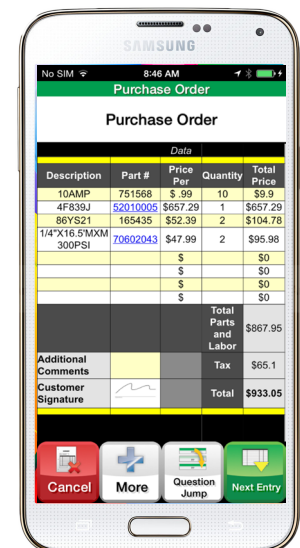 SAMSUNG
No SIM 8:46 AM
Purchase Order
Purchase Order
Data
Description Part # Price Per Quantity Total Price
10AMP 751568 $ .99 10 $9.9
4F839J 52010005 $657.29 1 $657.29
86YS21 165435 $52.39 2 $104.78
1/4"X16.5'MXM 300PSI 70602043 $47.99 2 $95.98
$ $0
$ $0
$ $0
$ $0
Total Parts and Labor $867.95
Additional Comments Tax $65.1
Customer Signature Total $933.05
Cancel More Question Jump Next Entry